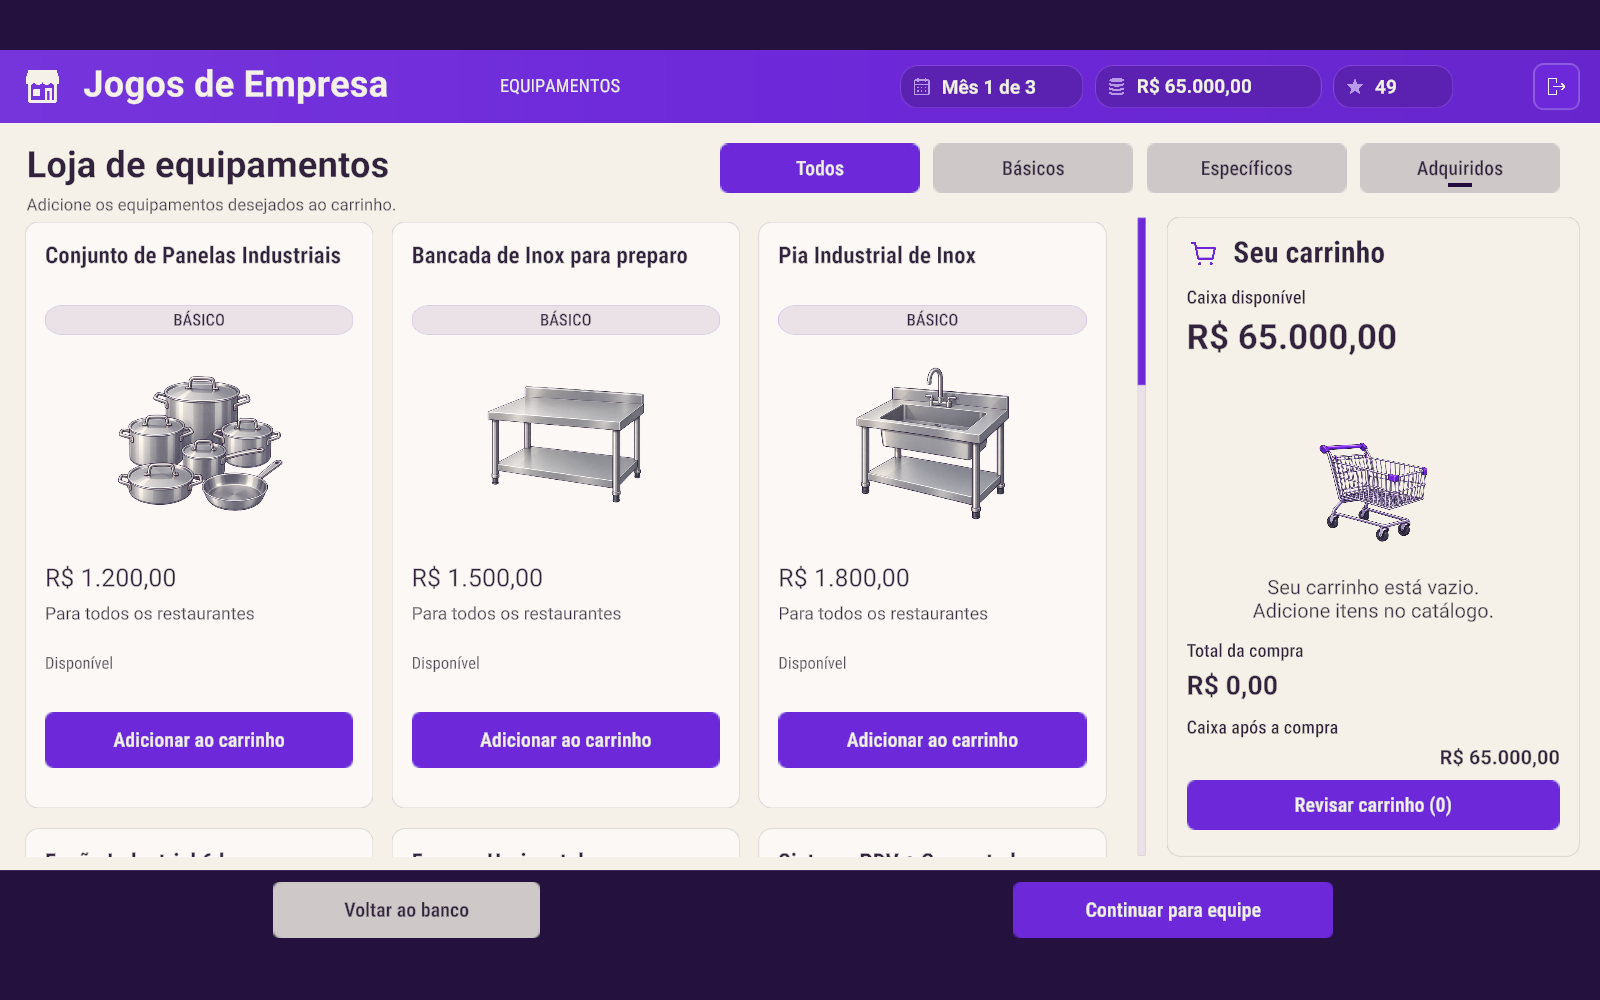 Jogos de Empresa
EQUIPAMENTOS
Mês 1 de 3
R$ 65.000,00
49
Loja de equipamentos
Adicione os equipamentos desejados ao carrinho.
Todos
Básicos
Específicos
Adquiridos
Conjunto de Panelas Industriais
BÁSICO
R$ 1.200,00
Para todos os restaurantes
Disponível
Adicionar ao carrinho
Bancada de Inox para preparo
BÁSICO
R$ 1.500,00
Para todos os restaurantes
Disponível
Adicionar ao carrinho
Pia Industrial de Inox
BÁSICO
R$ 1.800,00
Para todos os restaurantes
Disponível
Adicionar ao carrinho
Seu carrinho
Caixa disponível
R$ 65.000,00
Seu carrinho está vazio.
Adicione itens no catálogo.
Total da compra
R$ 0,00
Caixa após a compra
R$ 65.000,00
Revisar carrinho (0)
Voltar ao banco
Continuar para equipe